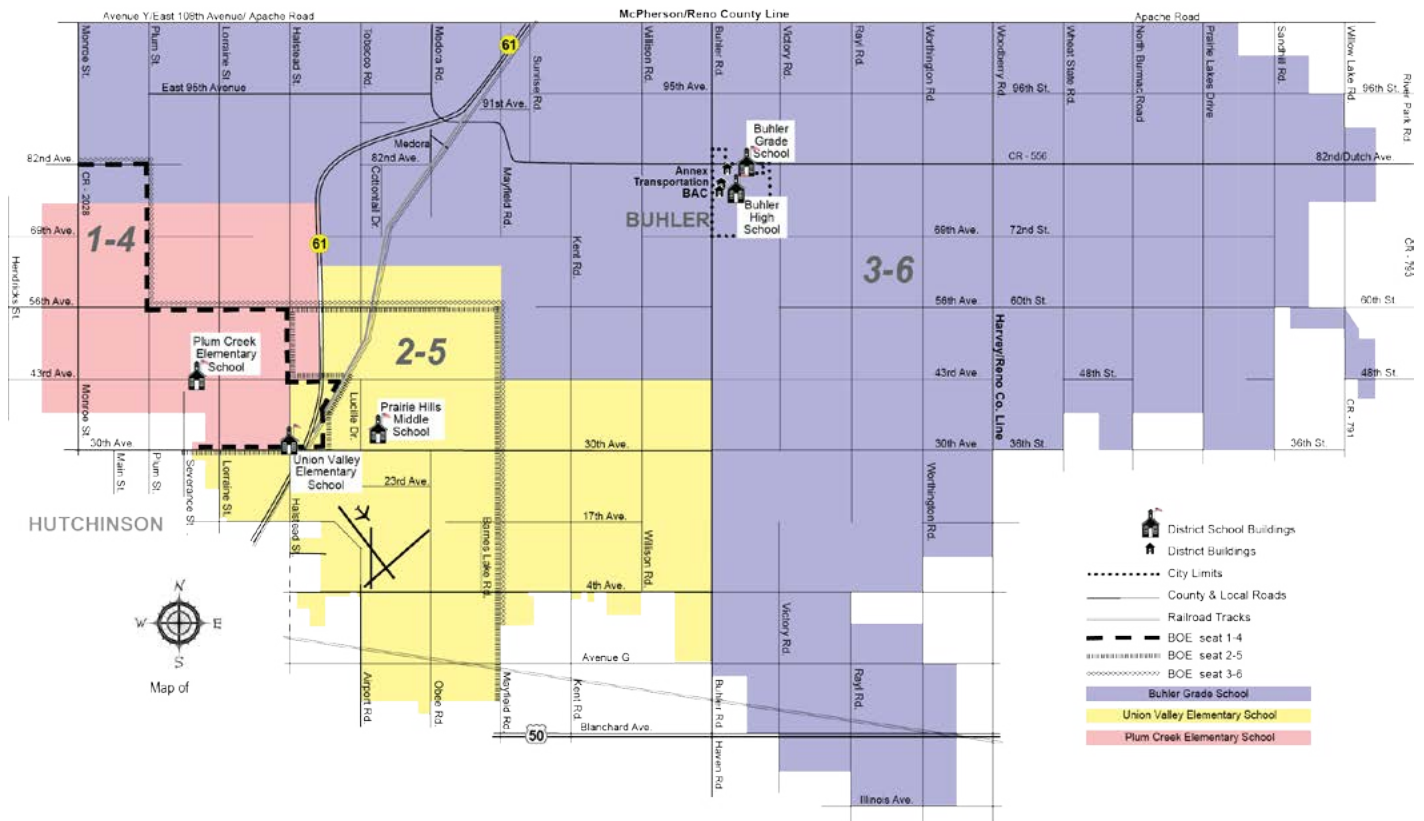 Avenue Y/East 108th Avenue/ Apache Road
McPherson/Reno County Line
Apache Road
Monroe St.
Plum St.
Lorraine St.
Halstead St.
Tobacco Rd.
Medora Rd.
61
Sunrise Rd.
Willison Rd.
Buhler Rd.
Victory Rd.
Rayl Rd.
Worthington Rd.
Woodberry Rd.
Wheat State Rd.
North Burmac Road
Prairie Lakes Drive
Sandhill Rd.
Willow Lake Rd.
River Park Rd.
East 95th Avenue
91st Ave.
95th Ave.
96th St.
96th St.
Medora
82nd Ave.
82nd Ave.
CR - 556
82nd/Dutch Ave.
Buhler
Grade
School
Annex
Transportation
BAC
Buhler
High
School
BUHLER
CR - 2028
Cottontail Dr.
Mayfield Rd.
1-4
69th Ave.
61
Kent Rd.
69th Ave.
72nd St.
CR - 793
Hendricks St.
3-6
56th Ave.
56th Ave.
60th St.
60th St.
Harvey/Reno Co. Line
Plum Creek
Elementary
School
2-5
43rd Ave.
43rd Ave.
48th St.
48th St.
Monroe St.
Lucille Dr.
Prairie Hills
Middle
School
CR - 791
30th Ave.
30th Ave.
30th Ave.
36th St.
36th St.
Main St.
Plum St.
Severance St.
Lorraine St.
Union Valley
Elementary
School
23rd Ave.
Worthington Rd.
HUTCHINSON
Halstead St.
Barnes Lake Rd.
17th Ave.
Willison Rd.
4th Ave.
Victory Rd.
N
W
E
S
Map of
Avenue G
Airport Rd.
Obee Rd.
Mayfield Rd.
Kent Rd.
Buhler Rd.
Rayl Rd.
50
Blanchard Ave.
Haven Rd.
Illinois Ave.
District School Buildings
District Buildings
City Limits
County & Local Roads
Railroad Tracks
BOE seat 1-4
BOE seat 2-5
BOE seat 3-6
Buhler Grade School
Union Valley Elementary School
Plum Creek Elementary School